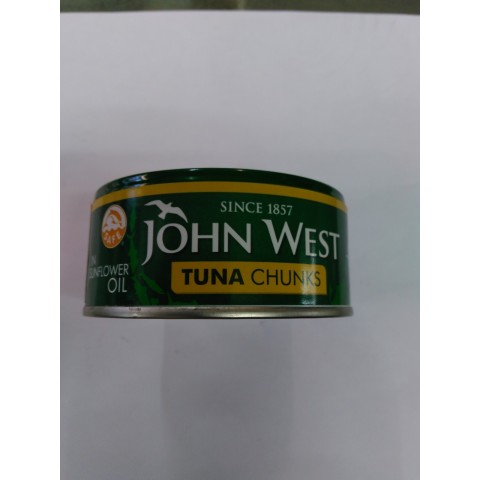 SINCE 1857
JOHN WEST
TUNA CHUNKS
IN
SUNFLOWER
OIL